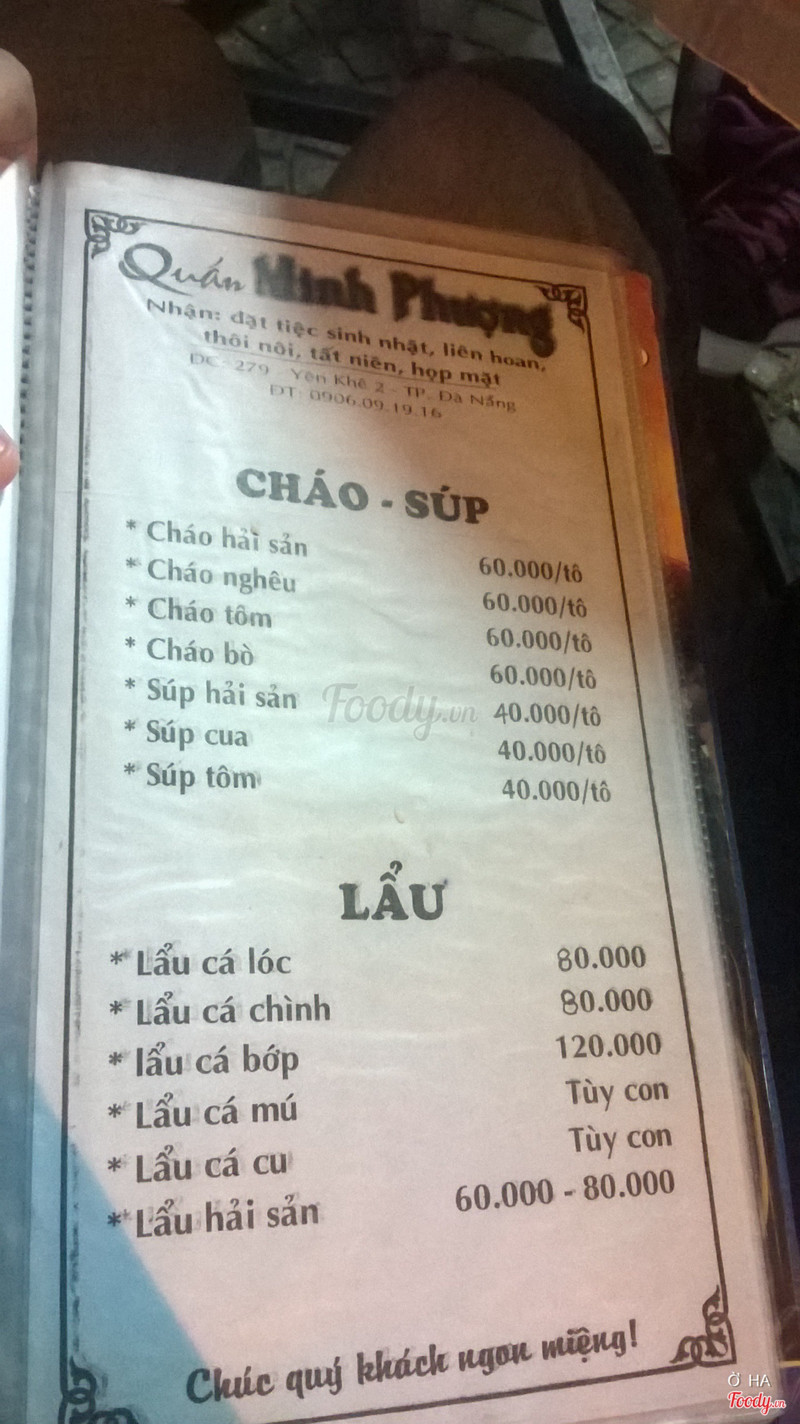 Quán Minh Phượng
Nhận: đặt tiệc sinh nhật, liên hoan,
thôi nôi, tất niên, họp mặt
ĐC: 279 - Yên Khê 2 - TP. Đà Nẵng
ĐT: 0906.09.19.16
CHÁO - SÚP
* Cháo hải sản 60.000/tô
* Cháo nghêu 60.000/tô
* Cháo tôm 60.000/tô
* Cháo bò 60.000/tô
* Súp hải sản 40.000/tô
* Súp cua 40.000/tô
* Súp tôm 40.000/tô
Foody.vn
LẨU
* Lẩu cá lóc 80.000
* Lẩu cá chình 80.000
* lẩu cá bớp 120.000
* Lẩu cá mú Tùy con
* Lẩu cá cu Tùy con
* Lẩu hải sản 60.000 - 80.000
Chúc quý khách ngon miệng!
Ở HA
Foody.vn